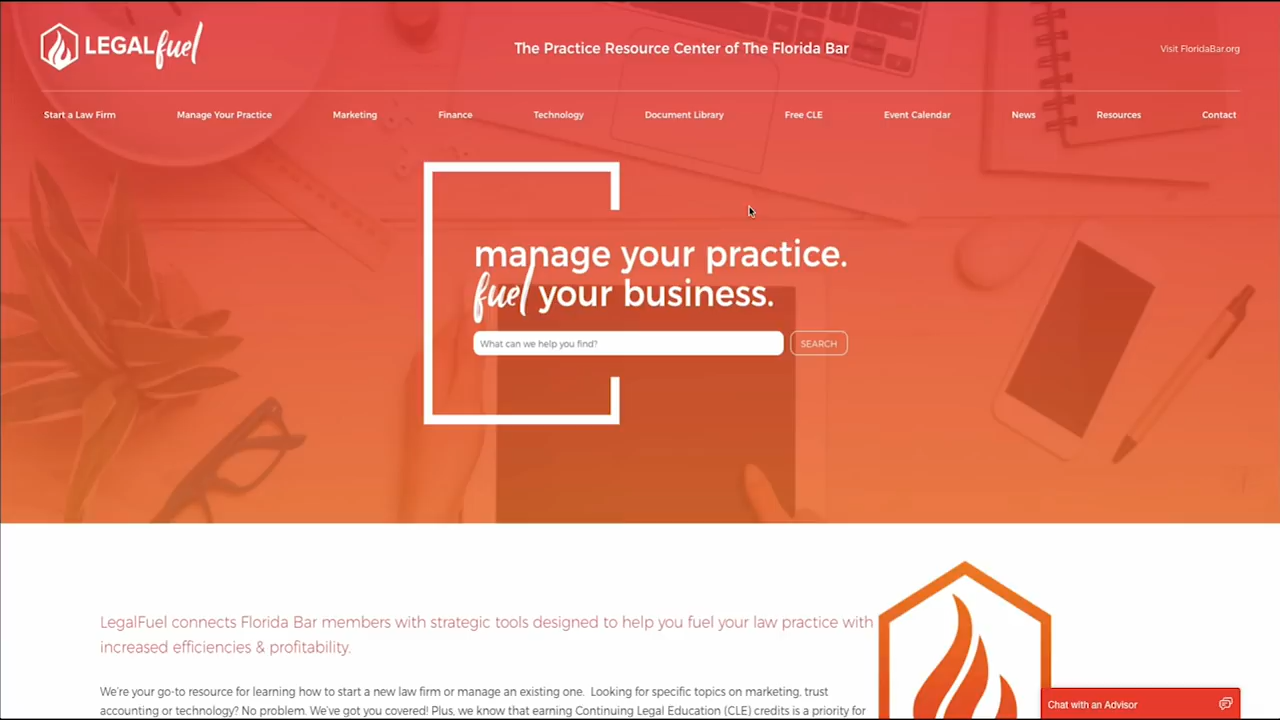 LEGALfuel
The Practice Resource Center of The Florida Bar
Visit FloridaBar.org
Start a Law Firm
Manage Your Practice
Marketing
Finance
Technology
Document Library
Free CLE
Event Calendar
News
Resources
Contact
manage your practice.
fuel your business.
What can we help you find?
SEARCH
LegalFuel connects Florida Bar members with strategic tools designed to help you fuel your law practice with
increased efficiencies & profitability.
We're your go-to resource for learning how to start a new law firm or manage an existing one. Looking for specific topics on marketing, trust
accounting or technology? No problem. We've got you covered! Plus, we know that earning Continuing Legal Education (CLE) credits is a priority for
Chat with an Advisor